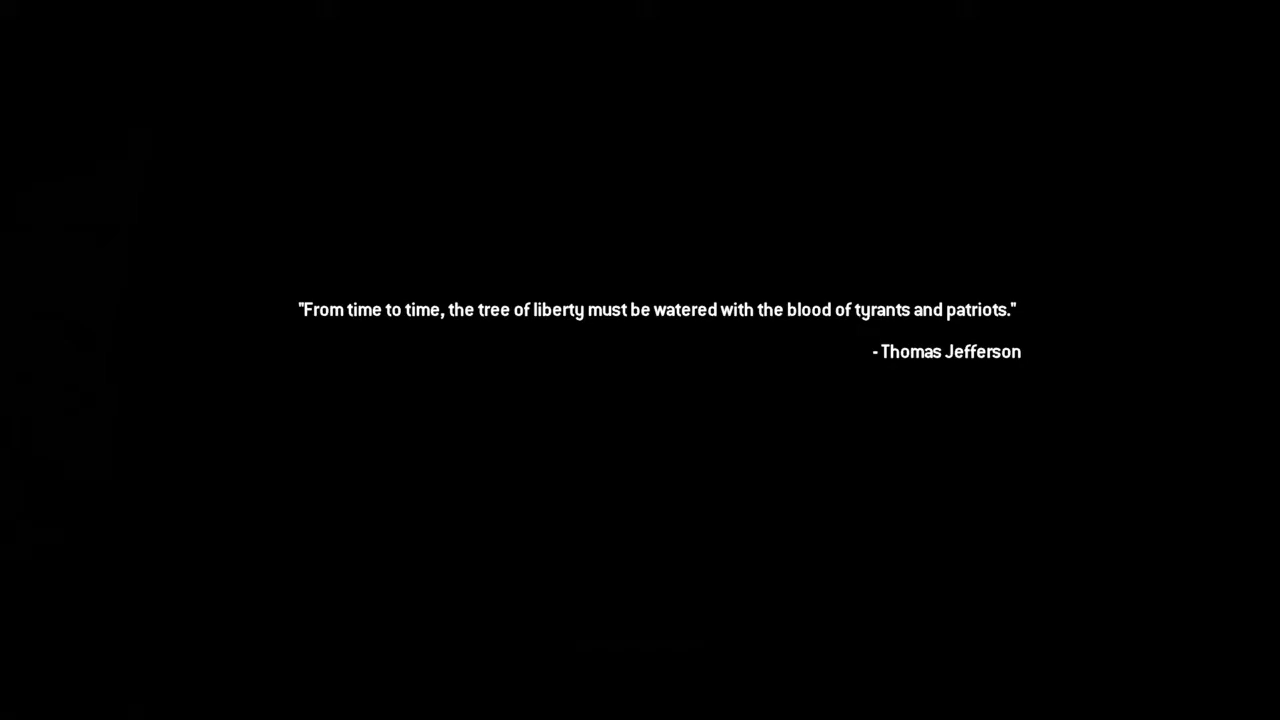 "From time to time, the tree of liberty must be watered with the blood of tyrants and patriots."
- Thomas Jefferson